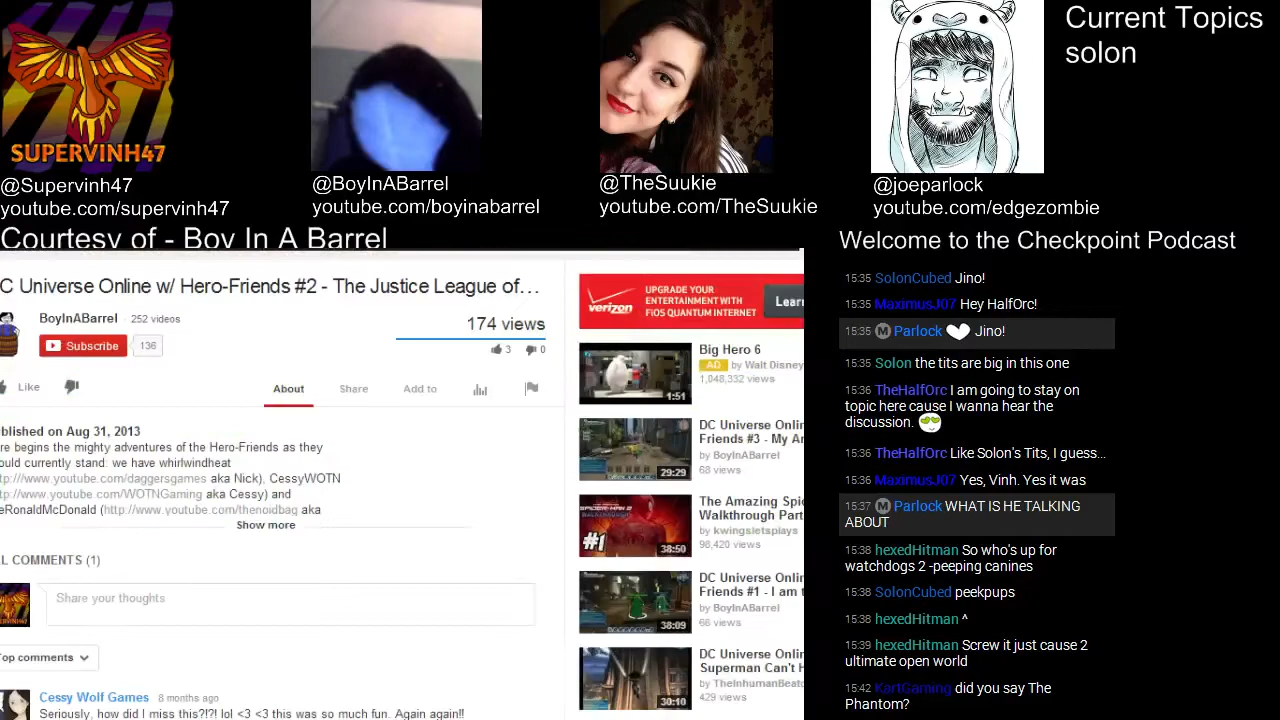 SUPERVINH47
@Supervinh47
youtube.com/supervinh47
@BoyInABarrel
youtube.com/boyinabarrel
@TheSuukie
youtube.com/TheSuukie
@joeparlock
youtube.com/edgezombie
Current Topics
solon
Courtesy of - Boy In A Barrel
C Universe Online w/ Hero-Friends #2 - The Justice League of...
BoyInABarrel · 252 videos
Subscribe 136
174 views
3 0
Like
About Share Add to
blished on Aug 31, 2013
re begins the mighty adventures of the Hero-Friends as they
ould currently stand: we have whirlwindheat
tp://www.youtube.com/daggersgames aka Nick), CessyWOTN
tp://www.youtube.com/WOTNGaming aka Cessy) and
eRonaldMcDonald (http://www.youtube.com/thenoidbag aka
Show more
L COMMENTS (1)
Share your thoughts
op comments
Cessy Wolf Games 8 months ago
Seriously, how did I miss this?!?! lol <3 <3 this was so much fun. Again again!!
verizon
UPGRADE YOUR
ENTERTAINMENT WITH
FiOS QUANTUM INTERNET
Lear
Big Hero 6
AD by Walt Disney
1,048,332 views
1:51
DC Universe Onli
Friends #3 - My Ar
by BoyInABarrel
68 views
29:29
The Amazing Spi
Walkthrough Part
by kwingsletsplays
98,420 views
#1
38:50
DC Universe Onli
Friends #1 - I am t
by BoyInABarrel
66 views
38:09
DC Universe Onli
Superman Can't H
by TheInhumanBeatd
429 views
30:10
Welcome to the Checkpoint Podcast
15:35 SolonCubed Jino!
15:35 MaximusJ07 Hey HalfOrc!
15:35 M Parlock Jino!
15:35 Solon the tits are big in this one
15:36 TheHalfOrc I am going to stay on
topic here cause I wanna hear the
discussion.
15:36 TheHalfOrc Like Solon's Tits, I guess...
15:36 MaximusJ07 Yes, Vinh. Yes it was
15:37 M Parlock WHAT IS HE TALKING
ABOUT
15:38 hexedHitman So who's up for
watchdogs 2 -peeping canines
15:38 SolonCubed peekpups
15:38 hexedHitman ^
15:39 hexedHitman Screw it just cause 2
ultimate open world
15:42 KartGaming did you say The
Phantom?